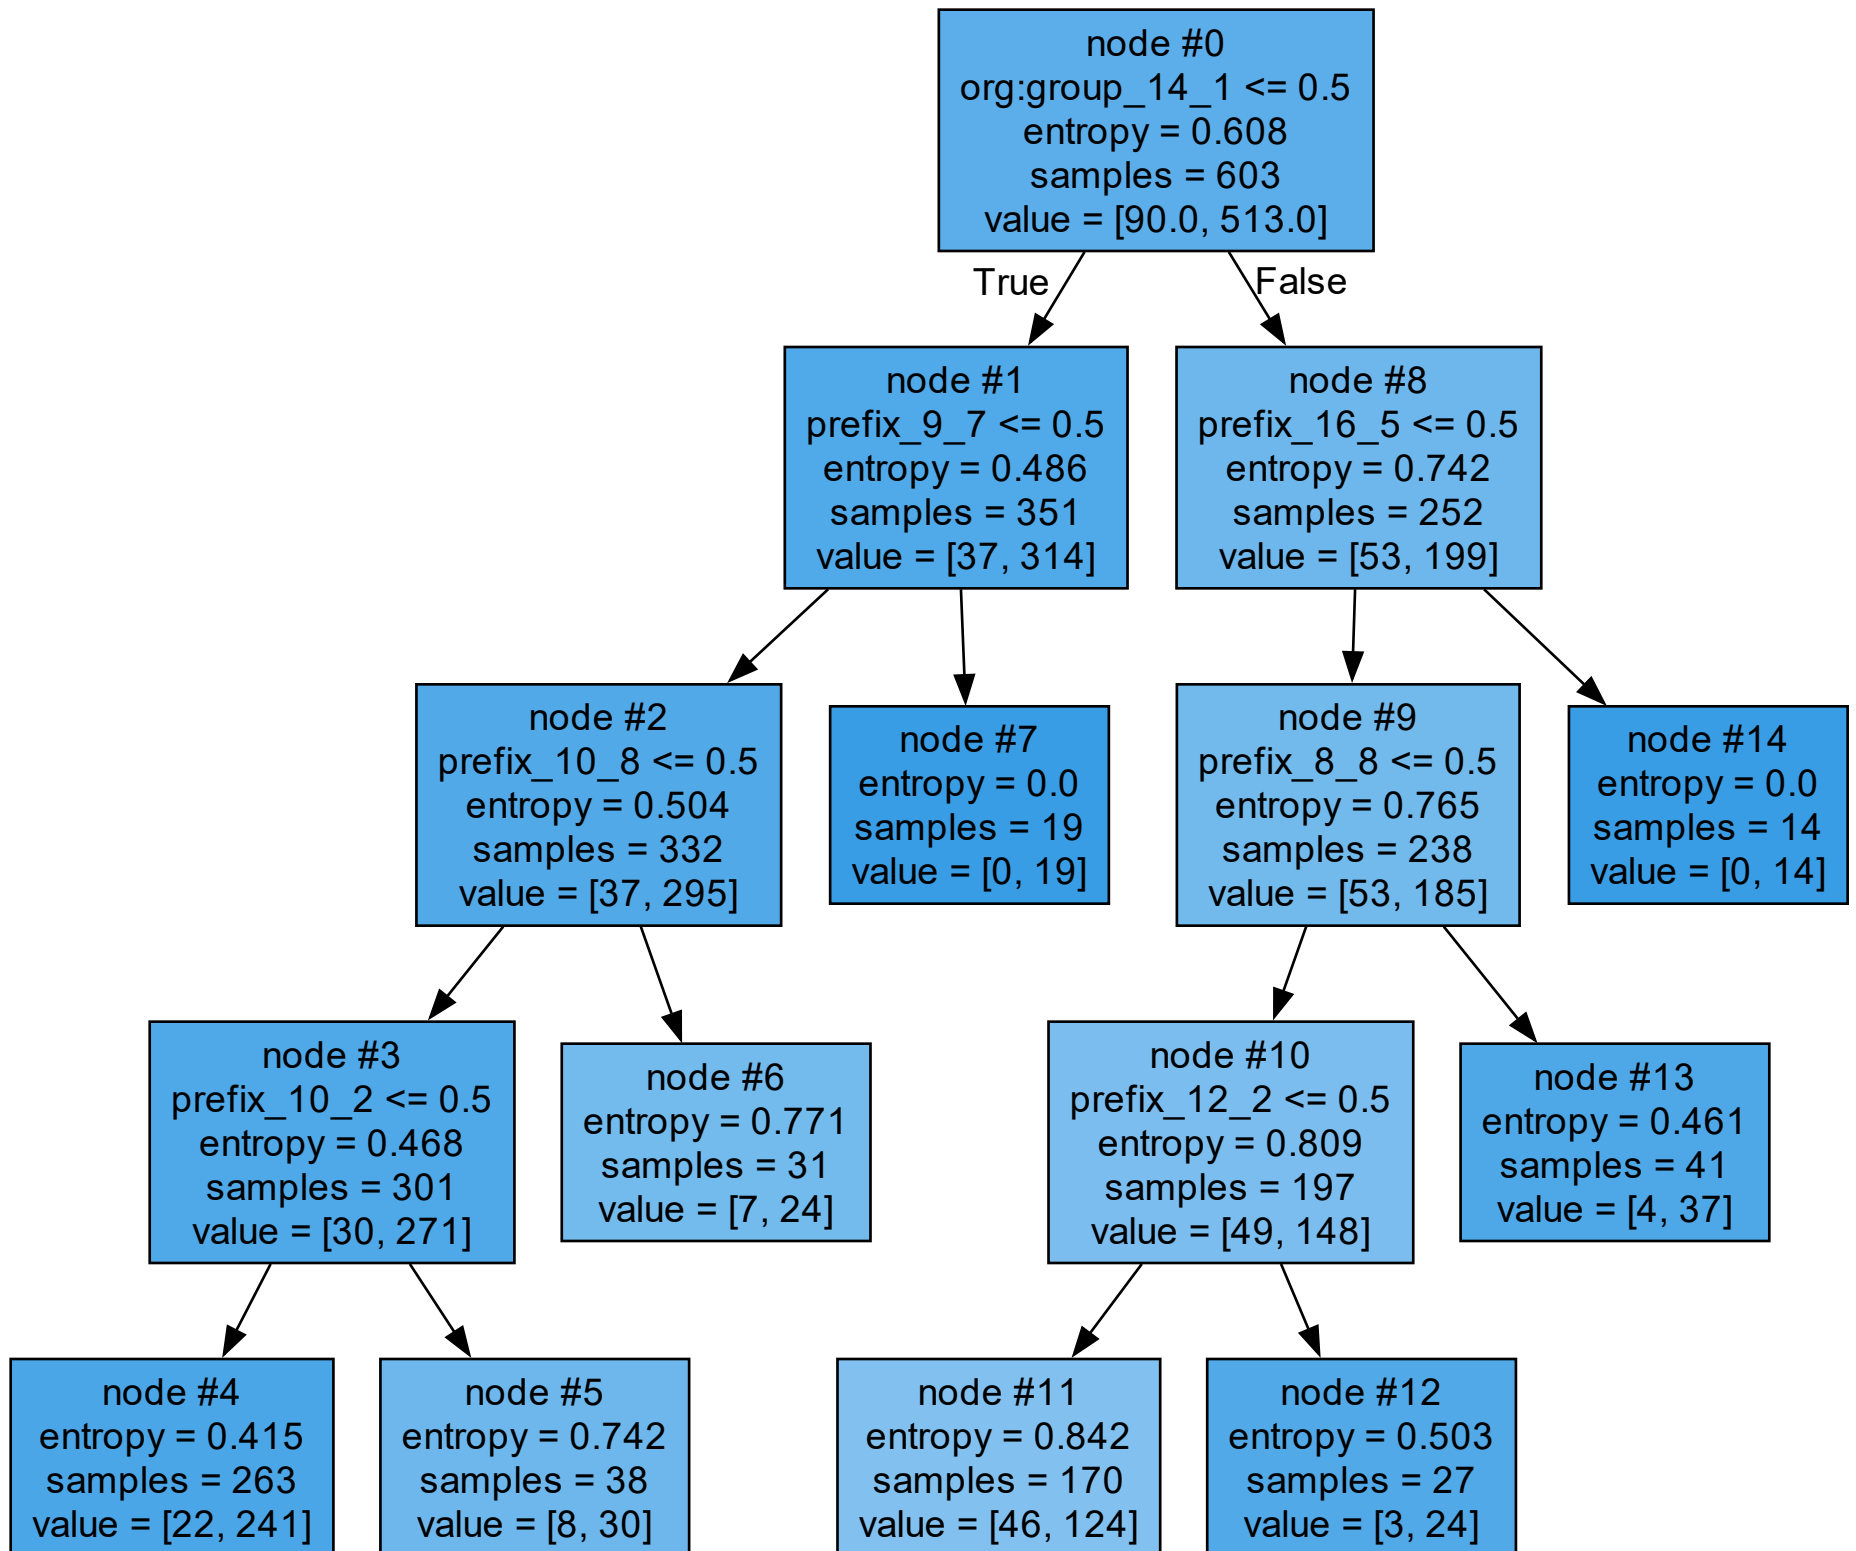 node #0
org:group_14_1 <= 0.5
entropy = 0.608
samples = 603
value = [90.0, 513.0]
True
False
node #1
prefix_9_7 <= 0.5
entropy = 0.486
samples = 351
value = [37, 314]
node #8
prefix_16_5 <= 0.5
entropy = 0.742
samples = 252
value = [53, 199]
node #2
prefix_10_8 <= 0.5
entropy = 0.504
samples = 332
value = [37, 295]
node #7
entropy = 0.0
samples = 19
value = [0, 19]
node #9
prefix_8_8 <= 0.5
entropy = 0.765
samples = 238
value = [53, 185]
node #14
entropy = 0.0
samples = 14
value = [0, 14]
node #3
prefix_10_2 <= 0.5
entropy = 0.468
samples = 301
value = [30, 271]
node #6
entropy = 0.771
samples = 31
value = [7, 24]
node #10
prefix_12_2 <= 0.5
entropy = 0.809
samples = 197
value = [49, 148]
node #13
entropy = 0.461
samples = 41
value = [4, 37]
node #4
entropy = 0.415
samples = 263
value = [22, 241]
node #5
entropy = 0.742
samples = 38
value = [8, 30]
node #11
entropy = 0.842
samples = 170
value = [46, 124]
node #12
entropy = 0.503
samples = 27
value = [3, 24]